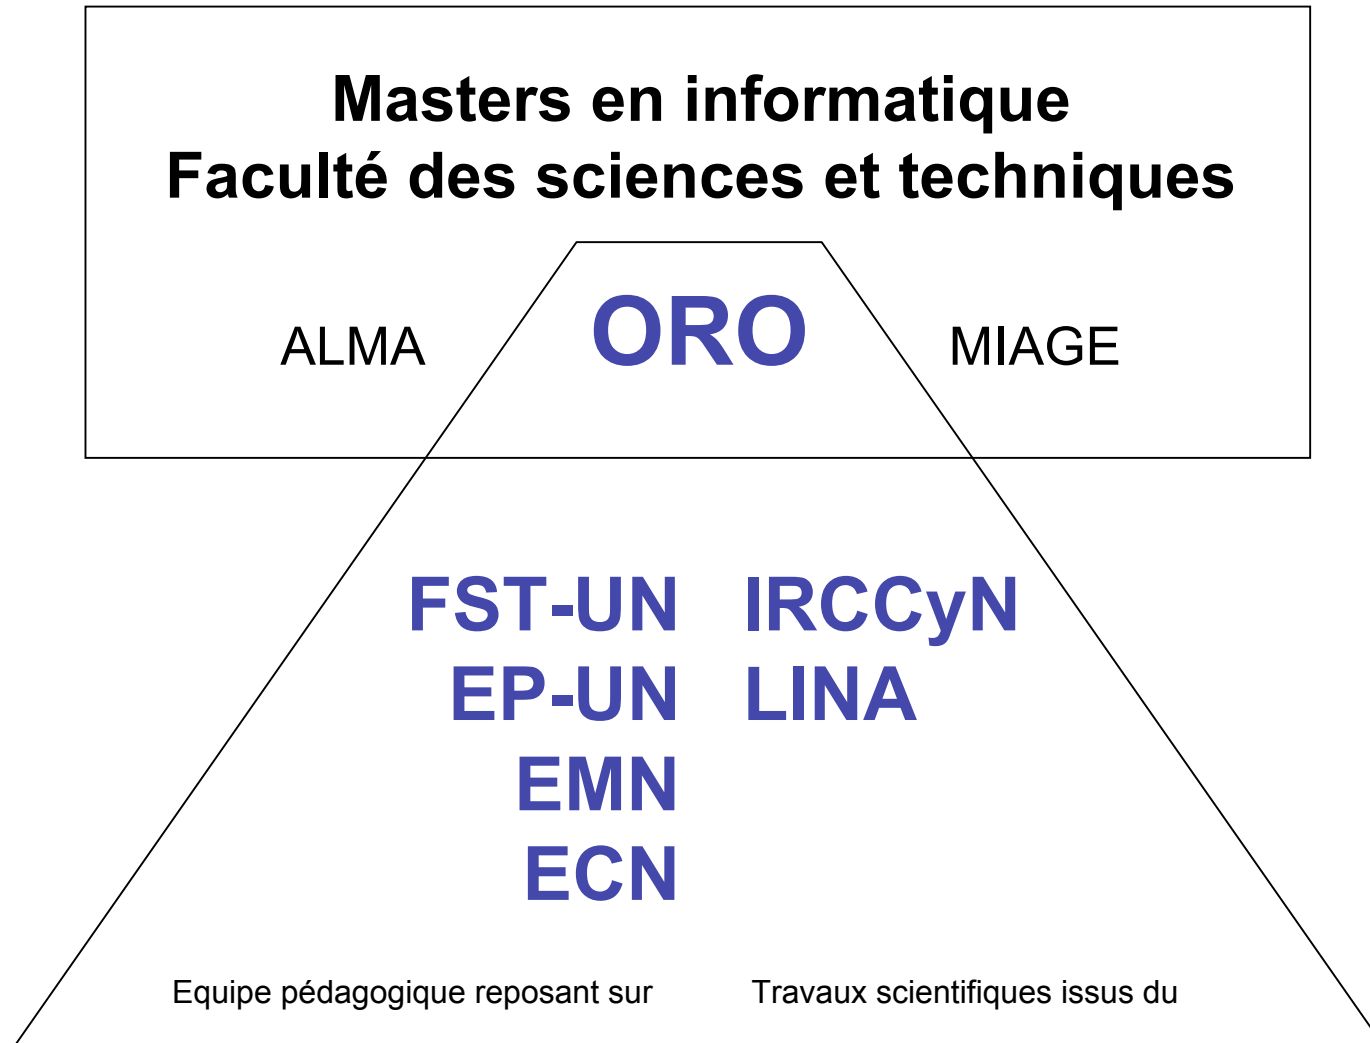 Masters en informatique
Faculté des sciences et techniques
ALMA ORO MIAGE
FST-UN IRCCyN
EP-UN LINA
EMN
ECN
Equipe pédagogique reposant sur Travaux scientifiques issus du